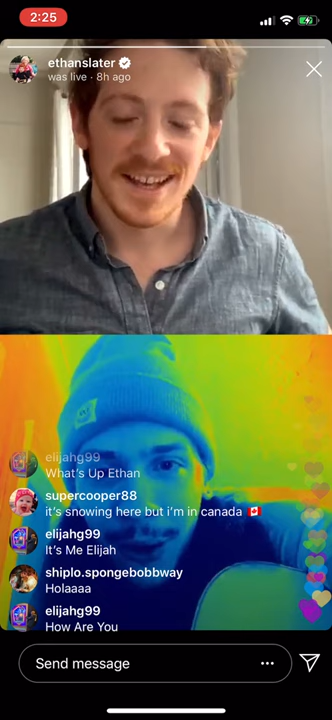 2:25
ethanslater
was live · 8h ago
elijahg99
What's Up Ethan
supercooper88
it's snowing here but i'm in canada 🇨🇦
elijahg99
It's Me Elijah
shiplo.spongebobbway
Holaaaa
elijahg99
How Are You
Send message